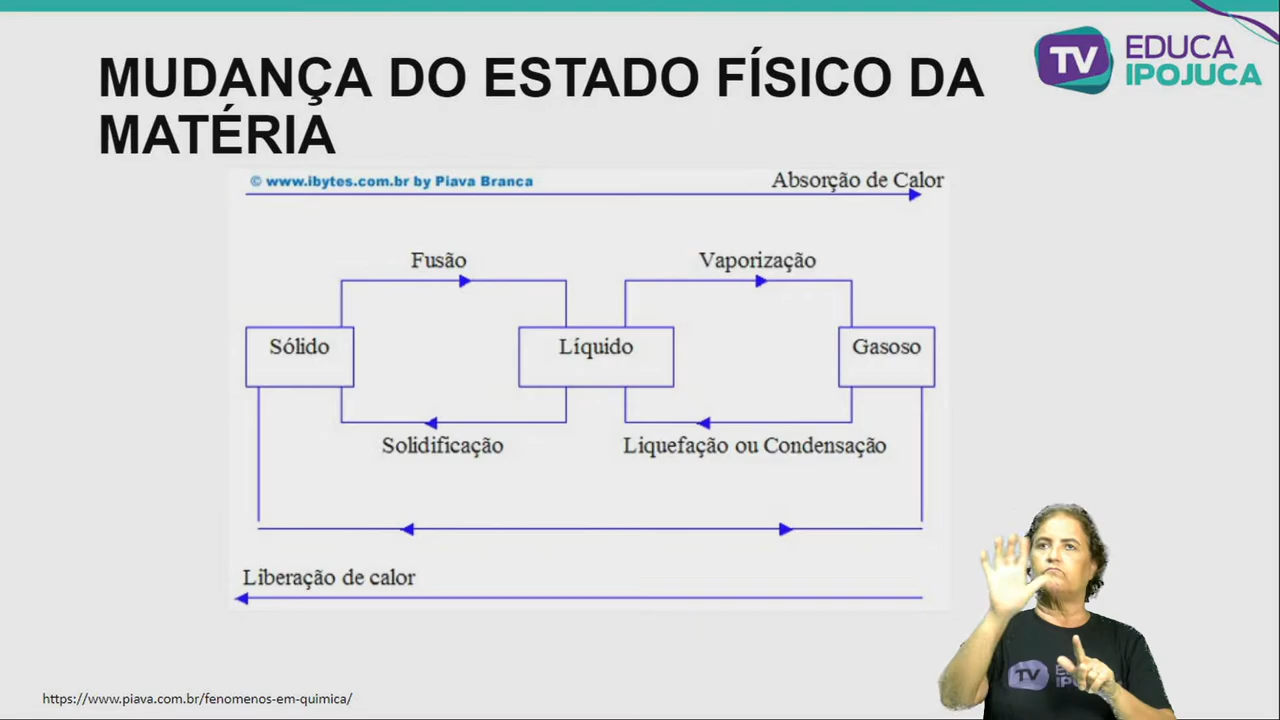 TV EDUCA
IPOJUCA
MUDANÇA DO ESTADO FÍSICO DA
MATÉRIA
© www.ibytes.com.br by Piava Branca
Absorção de Calor
Fusão
Vaporização
Sólido
Líquido
Gasoso
Solidificação
Liquefação ou Condensação
Liberação de calor
https://www.piava.com.br/fenomenos-em-quimica/
TV